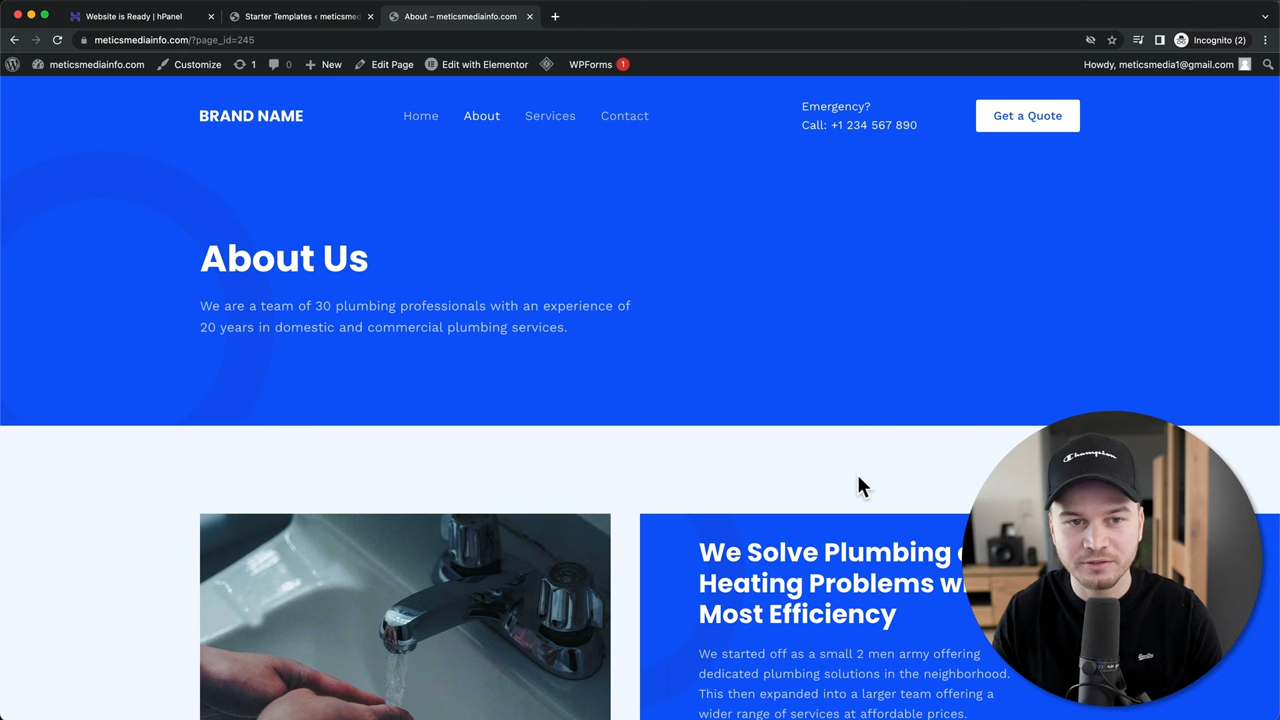 Website is Ready | hPanel
Starter Templates ‹ meticsmed
About – meticsmediainfo.com
meticsmediainfo.com/?page_id=245
Incognito (2)
meticsmediainfo.com
Customize
1
0
New
Edit Page
Edit with Elementor
WPForms 1
Howdy, meticsmedia1@gmail.com
BRAND NAME
Home
About
Services
Contact
Emergency?
Call: +1 234 567 890
Get a Quote
About Us
We are a team of 30 plumbing professionals with an experience of
20 years in domestic and commercial plumbing services.
We Solve Plumbing
Heating Problems
Most Efficiency
We started off as a small 2 men army offering
dedicated plumbing solutions in the neighborhood.
This then expanded into a larger team offering a
wider range of services at affordable prices.
Champion